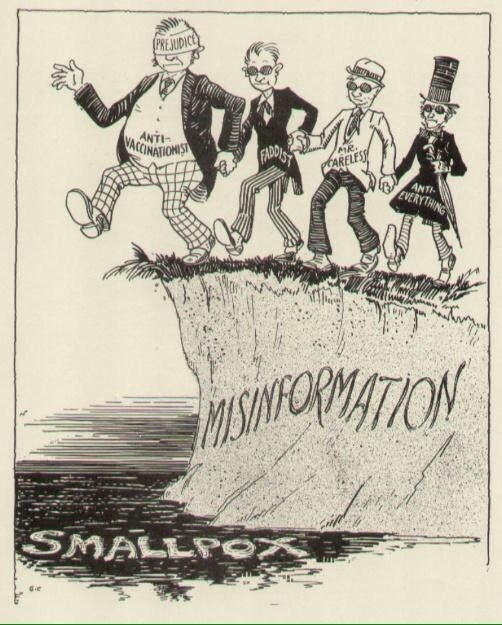 PREJUDICE
ANTI-
VACCINATIONIST
FADDIST
MR.
CARELESS
ANTI-
EVERYTHING
MISINFORMATION
SMALLPOX